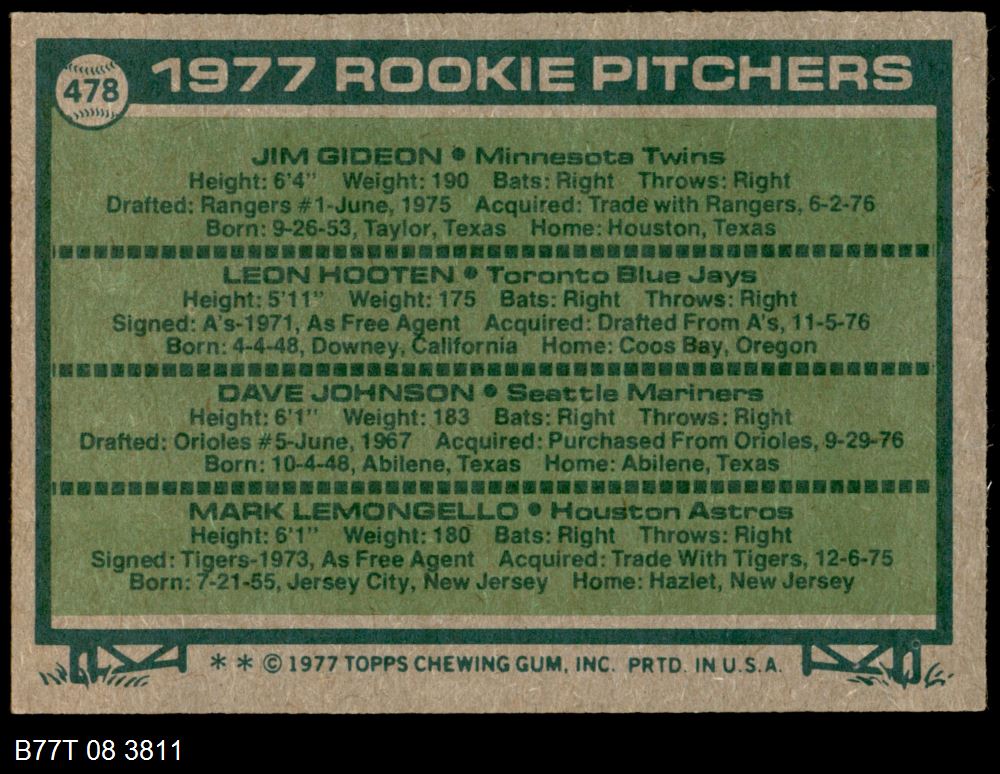 478
1977 ROOKIE PITCHERS
JIM GIDEON • Minnesota Twins
Height: 6'4" Weight: 190 Bats: Right Throws: Right
Drafted: Rangers #1-June, 1975 Acquired: Trade with Rangers, 6-2-76
Born: 9-26-53, Taylor, Texas Home: Houston, Texas
LEON HOOTEN • Toronto Blue Jays
Height: 5'11" Weight: 175 Bats: Right Throws: Right
Signed: A's-1971, As Free Agent Acquired: Drafted From A's, 11-5-76
Born: 4-4-48, Downey, California Home: Coos Bay, Oregon
DAVE JOHNSON • Seattle Mariners
Height: 6'1" Weight: 183 Bats: Right Throws: Right
Drafted: Orioles #5-June, 1967 Acquired: Purchased From Orioles, 9-29-76
Born: 10-4-48, Abilene, Texas Home: Abilene, Texas
MARK LEMONGELLO • Houston Astros
Height: 6'1" Weight: 180 Bats: Right Throws: Right
Signed: Tigers-1973, As Free Agent Acquired: Trade With Tigers, 12-6-75
Born: 7-21-55, Jersey City, New Jersey Home: Hazlet, New Jersey
* * © 1977 TOPPS CHEWING GUM, INC. PRTD. IN U.S.A.
B77T 08 3811